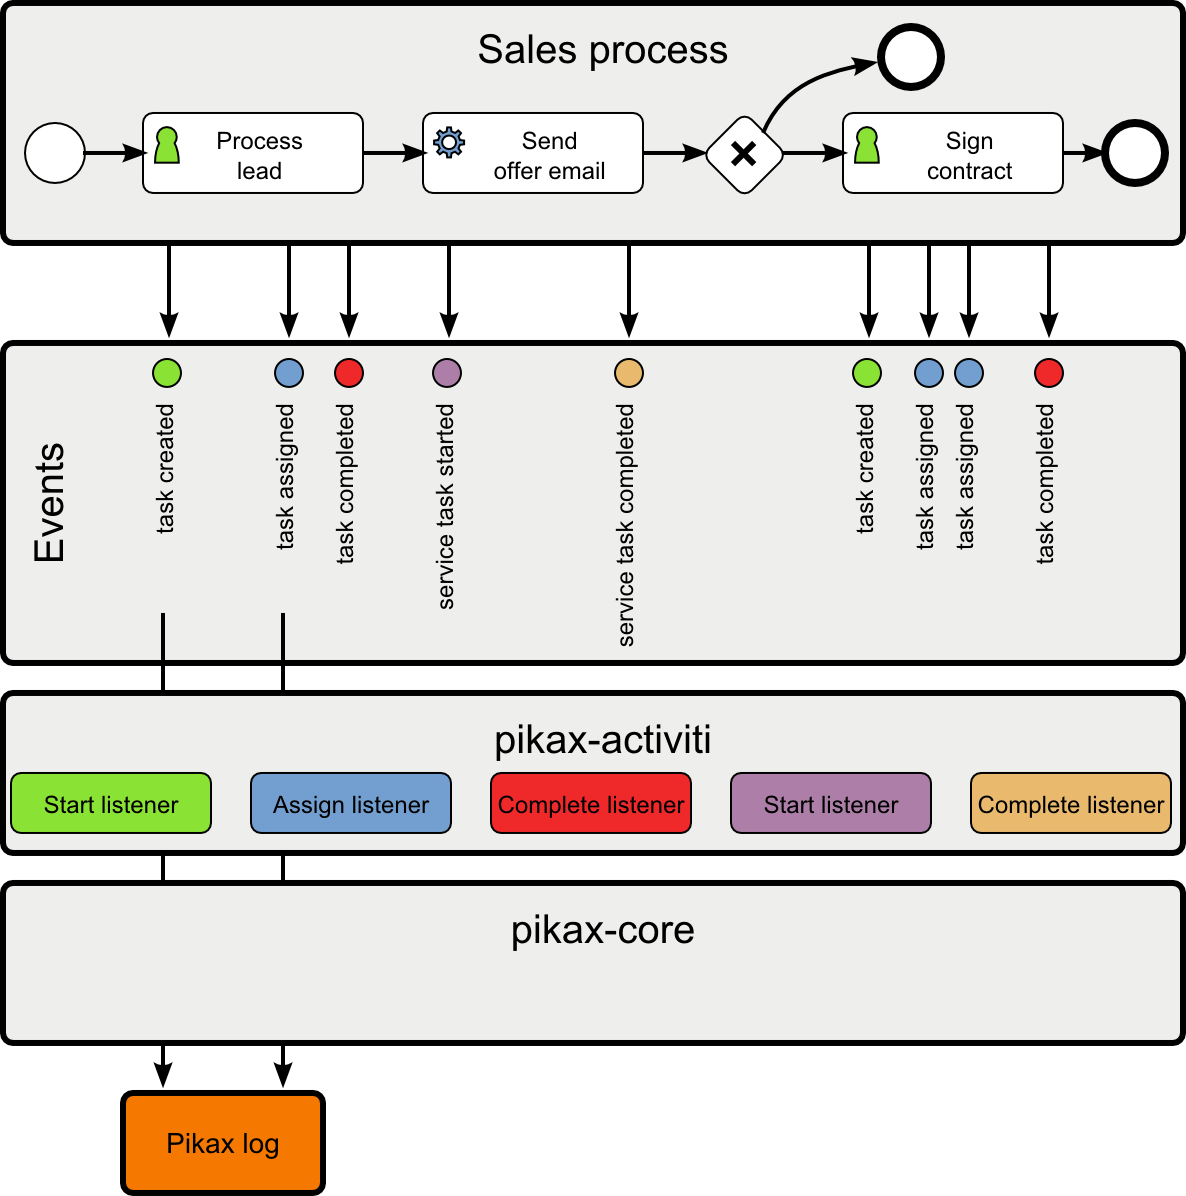 Sales process
Process
lead
Send
offer email
Sign
contract
Events
task created
task assigned
task completed
service task started
service task completed
task created
task assigned
task assigned
task completed
pikax-activiti
Start listener
Assign listener
Complete listener
Start listener
Complete listener
pikax-core
Pikax log